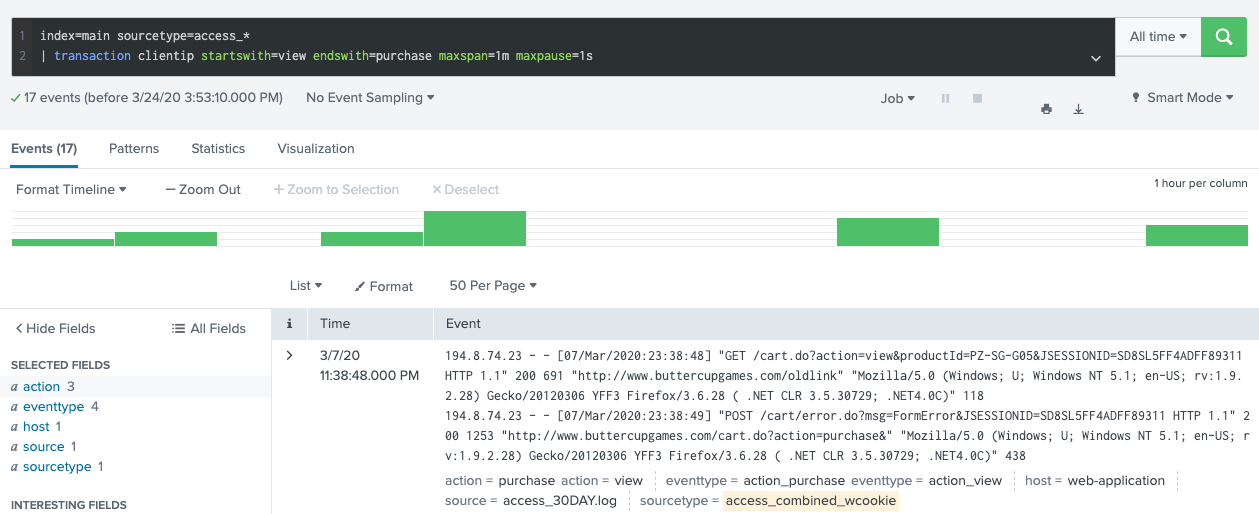 1 index=main sourcetype=access_*
2 | transaction clientip startswith=view endswith=purchase maxspan=1m maxpause=1s
All time
17 events (before 3/24/20 3:53:10.000 PM) No Event Sampling Job Smart Mode
Events (17) Patterns Statistics Visualization
Format Timeline — Zoom Out + Zoom to Selection × Deselect 1 hour per column
List Format 50 Per Page
< Hide Fields All Fields i Time Event
SELECTED FIELDS
a action 3
a eventtype 4
a host 1
a source 1
a sourcetype 1
INTERESTING FIELDS
> 3/7/20
11:38:48.000 PM
194.8.74.23 - - [07/Mar/2020:23:38:48] "GET /cart.do?action=view&productId=PZ-SG-G05&JSESSIONID=SD8SL5FF4ADFF89311
HTTP 1.1" 200 691 "http://www.buttercupgames.com/oldlink" "Mozilla/5.0 (Windows; U; Windows NT 5.1; en-US; rv:1.9.
2.28) Gecko/20120306 YFF3 Firefox/3.6.28 ( .NET CLR 3.5.30729; .NET4.0C)" 118
194.8.74.23 - - [07/Mar/2020:23:38:49] "POST /cart/error.do?msg=FormError&JSESSIONID=SD8SL5FF4ADFF89311 HTTP 1.1" 2
00 1253 "http://www.buttercupgames.com/cart.do?action=purchase&" "Mozilla/5.0 (Windows; U; Windows NT 5.1; en-US; r
v:1.9.2.28) Gecko/20120306 YFF3 Firefox/3.6.28 ( .NET CLR 3.5.30729; .NET4.0C)" 438
action = purchase action = view eventtype = action_purchase eventtype = action_view host = web-application
source = access_30DAY.log sourcetype = access_combined_wcookie